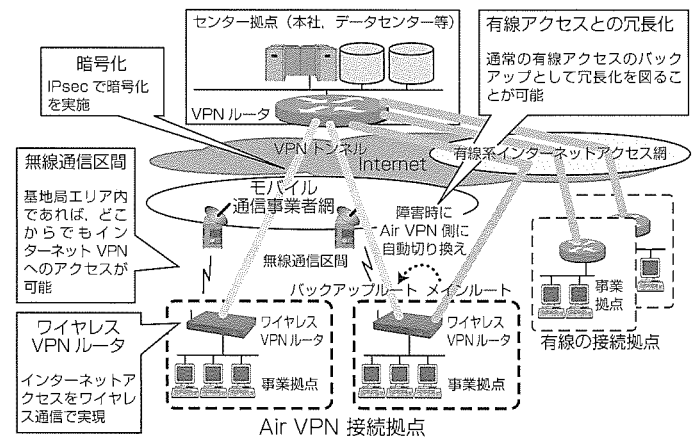 センター拠点（本社，データセンター等）
VPN ルータ
有線アクセスとの冗長化
通常の有線アクセスのバック
アップとして冗長化を図るこ
とが可能
暗号化
IPsec で暗号化
を実施
VPN トンネル
Internet
有線系インターネットアクセス網
無線通信区間
基地局エリア内
であれば，どこ
からでもイン
ターネット VPN
へのアクセスが
可能
モバイル
通信事業者網
障害時に
Air VPN 側に
自動切り換え
無線通信区間
バックアップルート
メインルート
事業
拠点
有線の接続拠点
ワイヤレス
VPN ルータ
インターネットア
クセスをワイヤレ
ス通信で実現
ワイヤレス
VPN ルータ
事業拠点
ワイヤレス
VPN ルータ
事業拠点
Air VPN 接続拠点